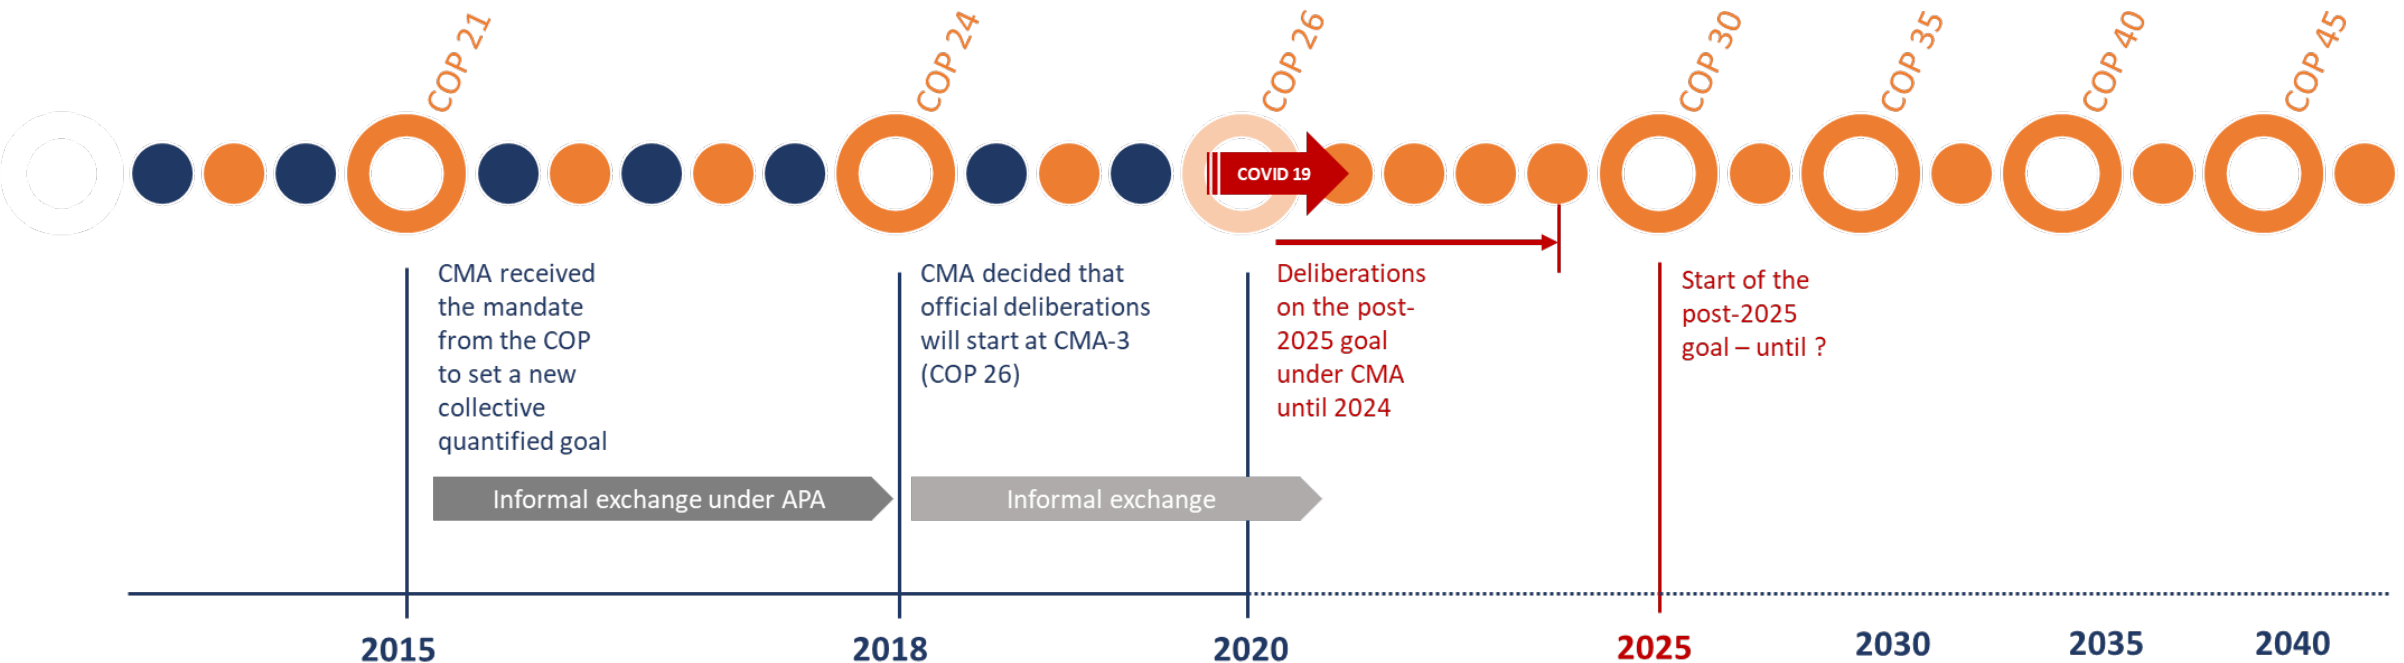 COP 21
COP 24
COP 26
COP 30
COP 35
COP 40
COP 45
COVID 19
CMA received
the mandate
from the COP
to set a new
collective
quantified goal
CMA decided that
official deliberations
will start at CMA-3
(COP 26)
Deliberations
on the post-
2025 goal
under CMA
until 2024
Start of the
post-2025
goal – until ?
Informal exchange under APA
Informal exchange
2015
2018
2020
2025
2030
2035
2040